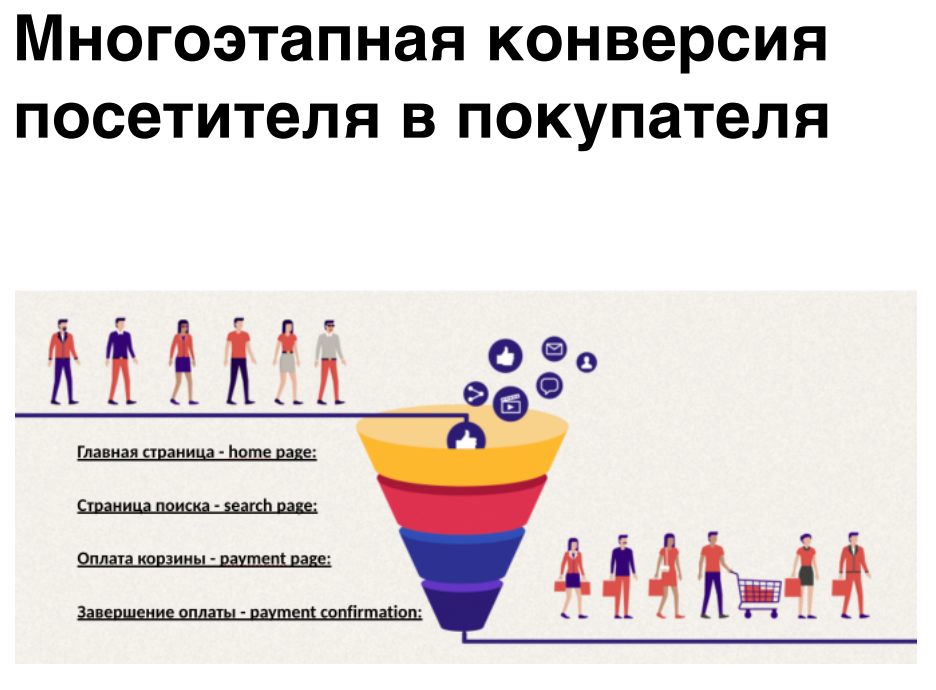 Многоэтапная конверсия
посетителя в покупателя
Главная страница - home page:
Страница поиска - search page:
Оплата корзины - payment page:
Завершение оплаты - payment confirmation: